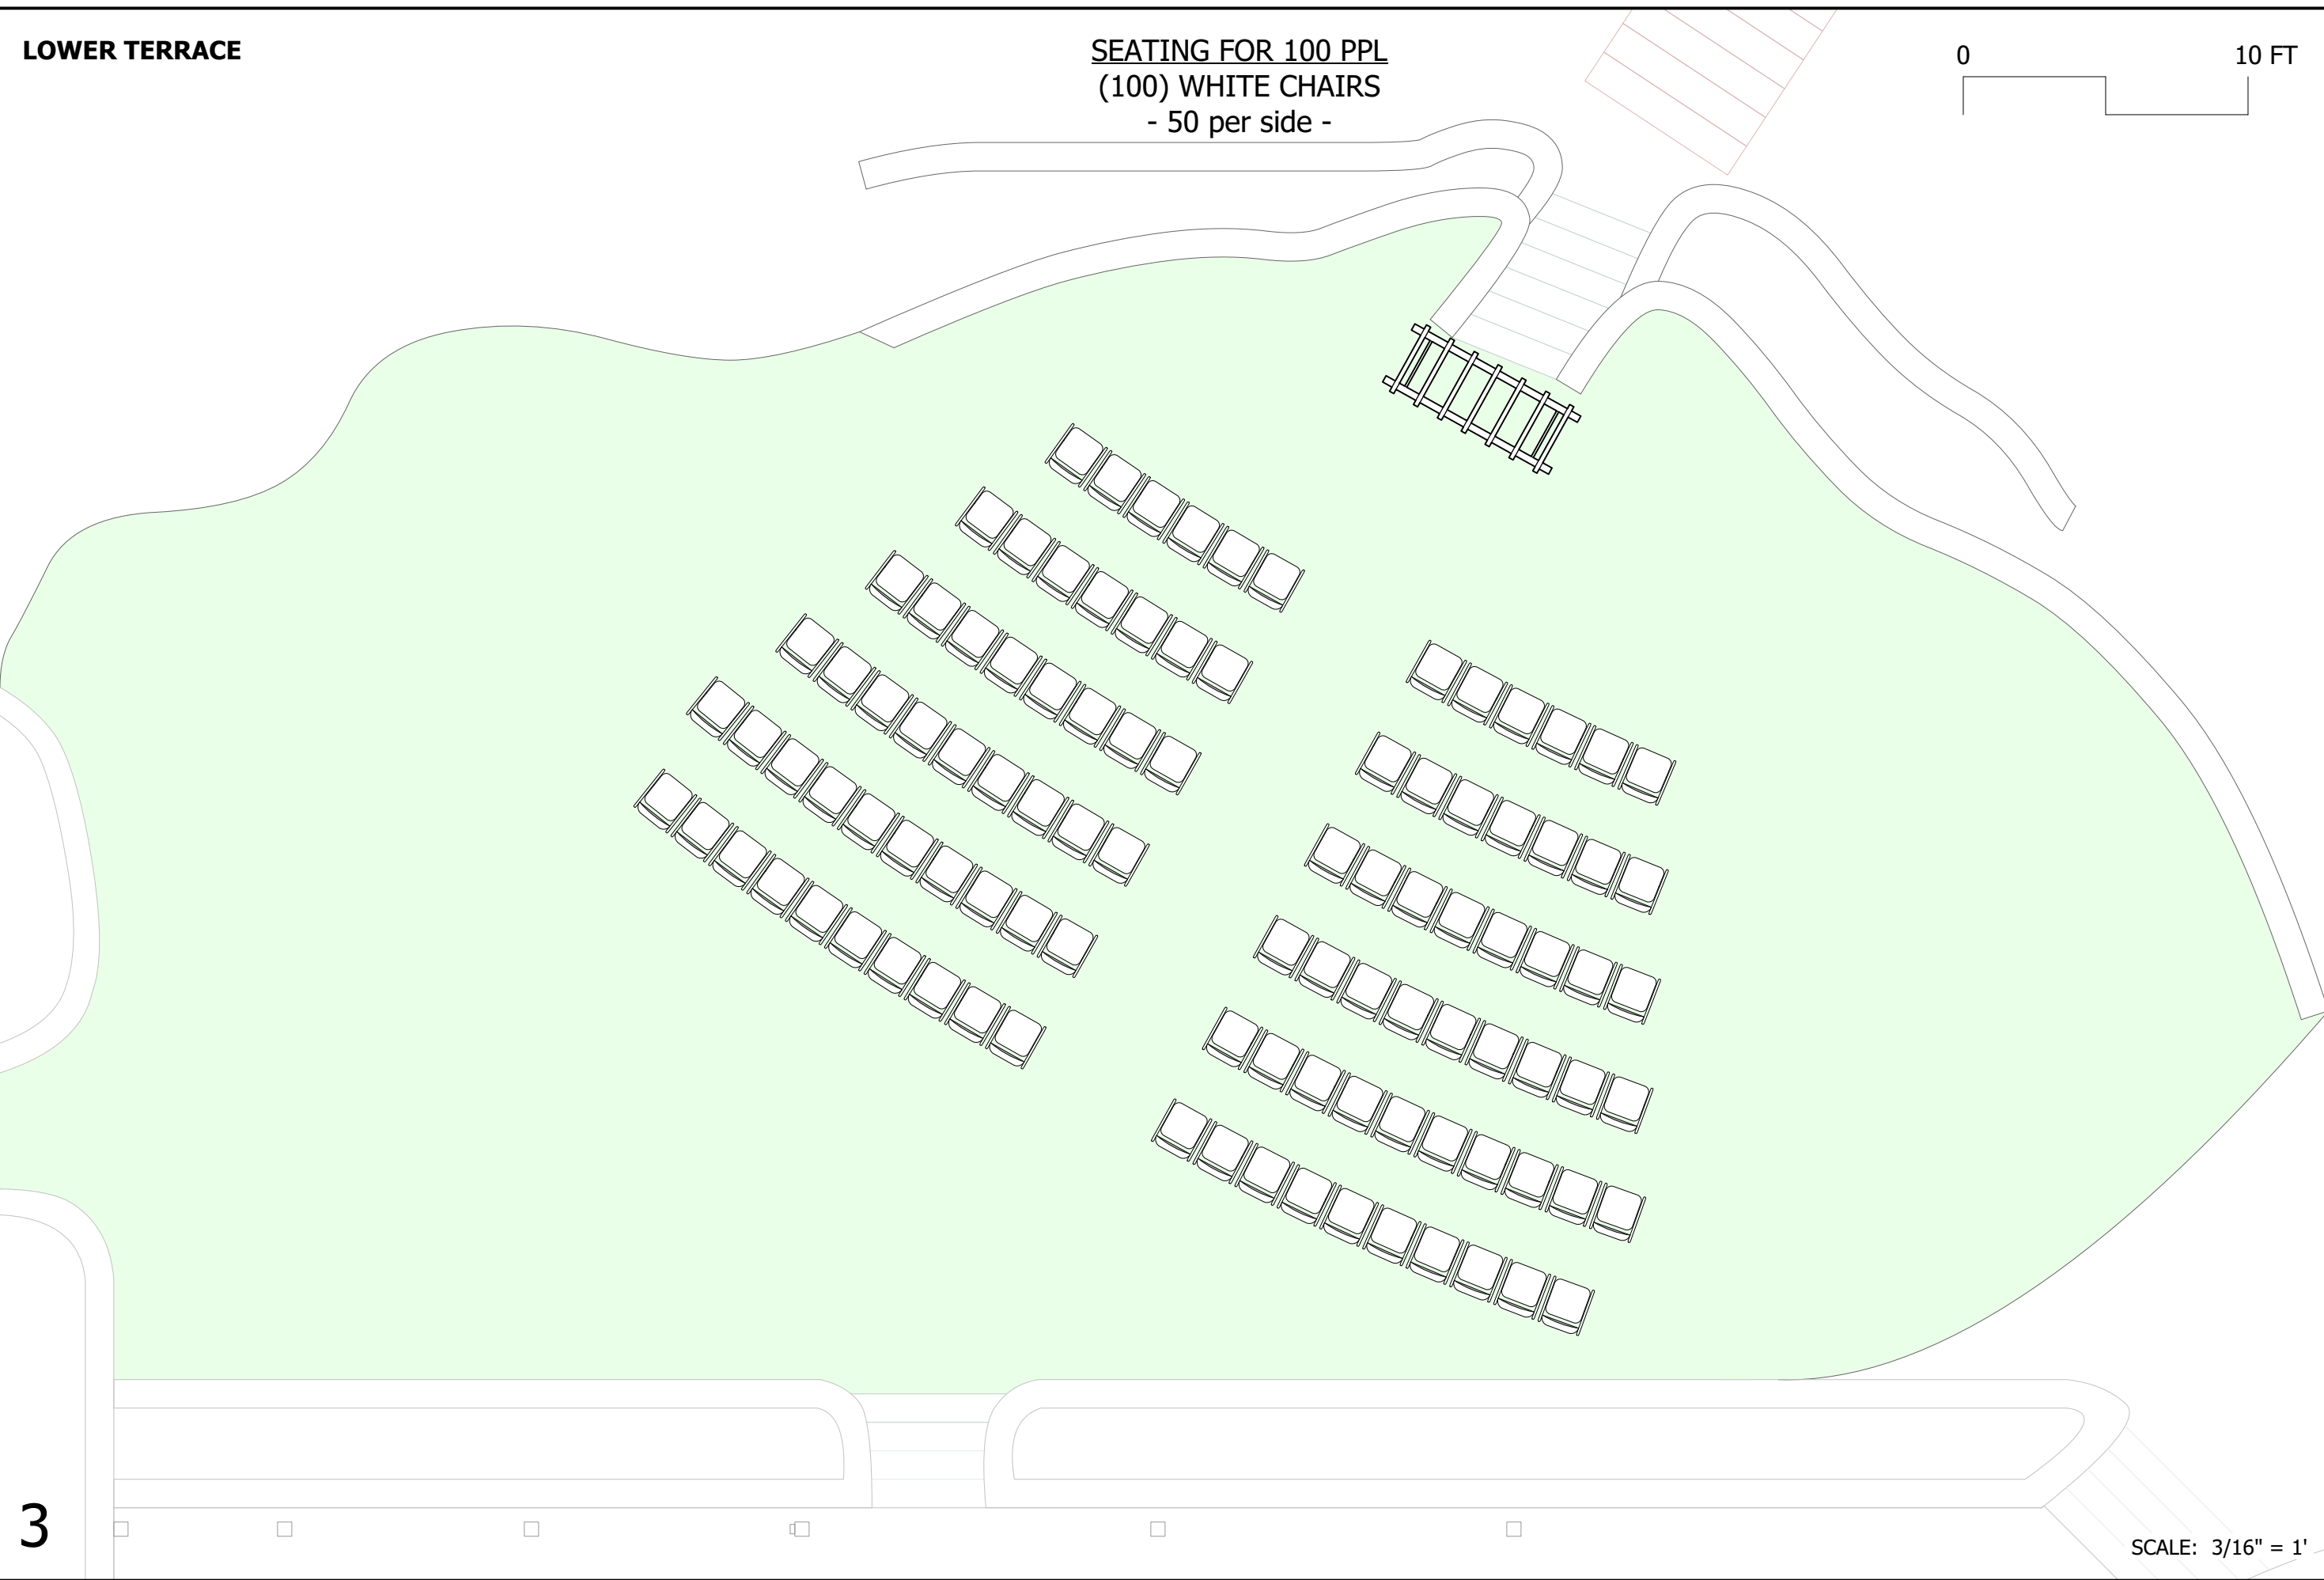 LOWER TERRACE
SEATING FOR 100 PPL
(100) WHITE CHAIRS
- 50 per side -
0 10 FT
3
SCALE: 3/16" = 1'